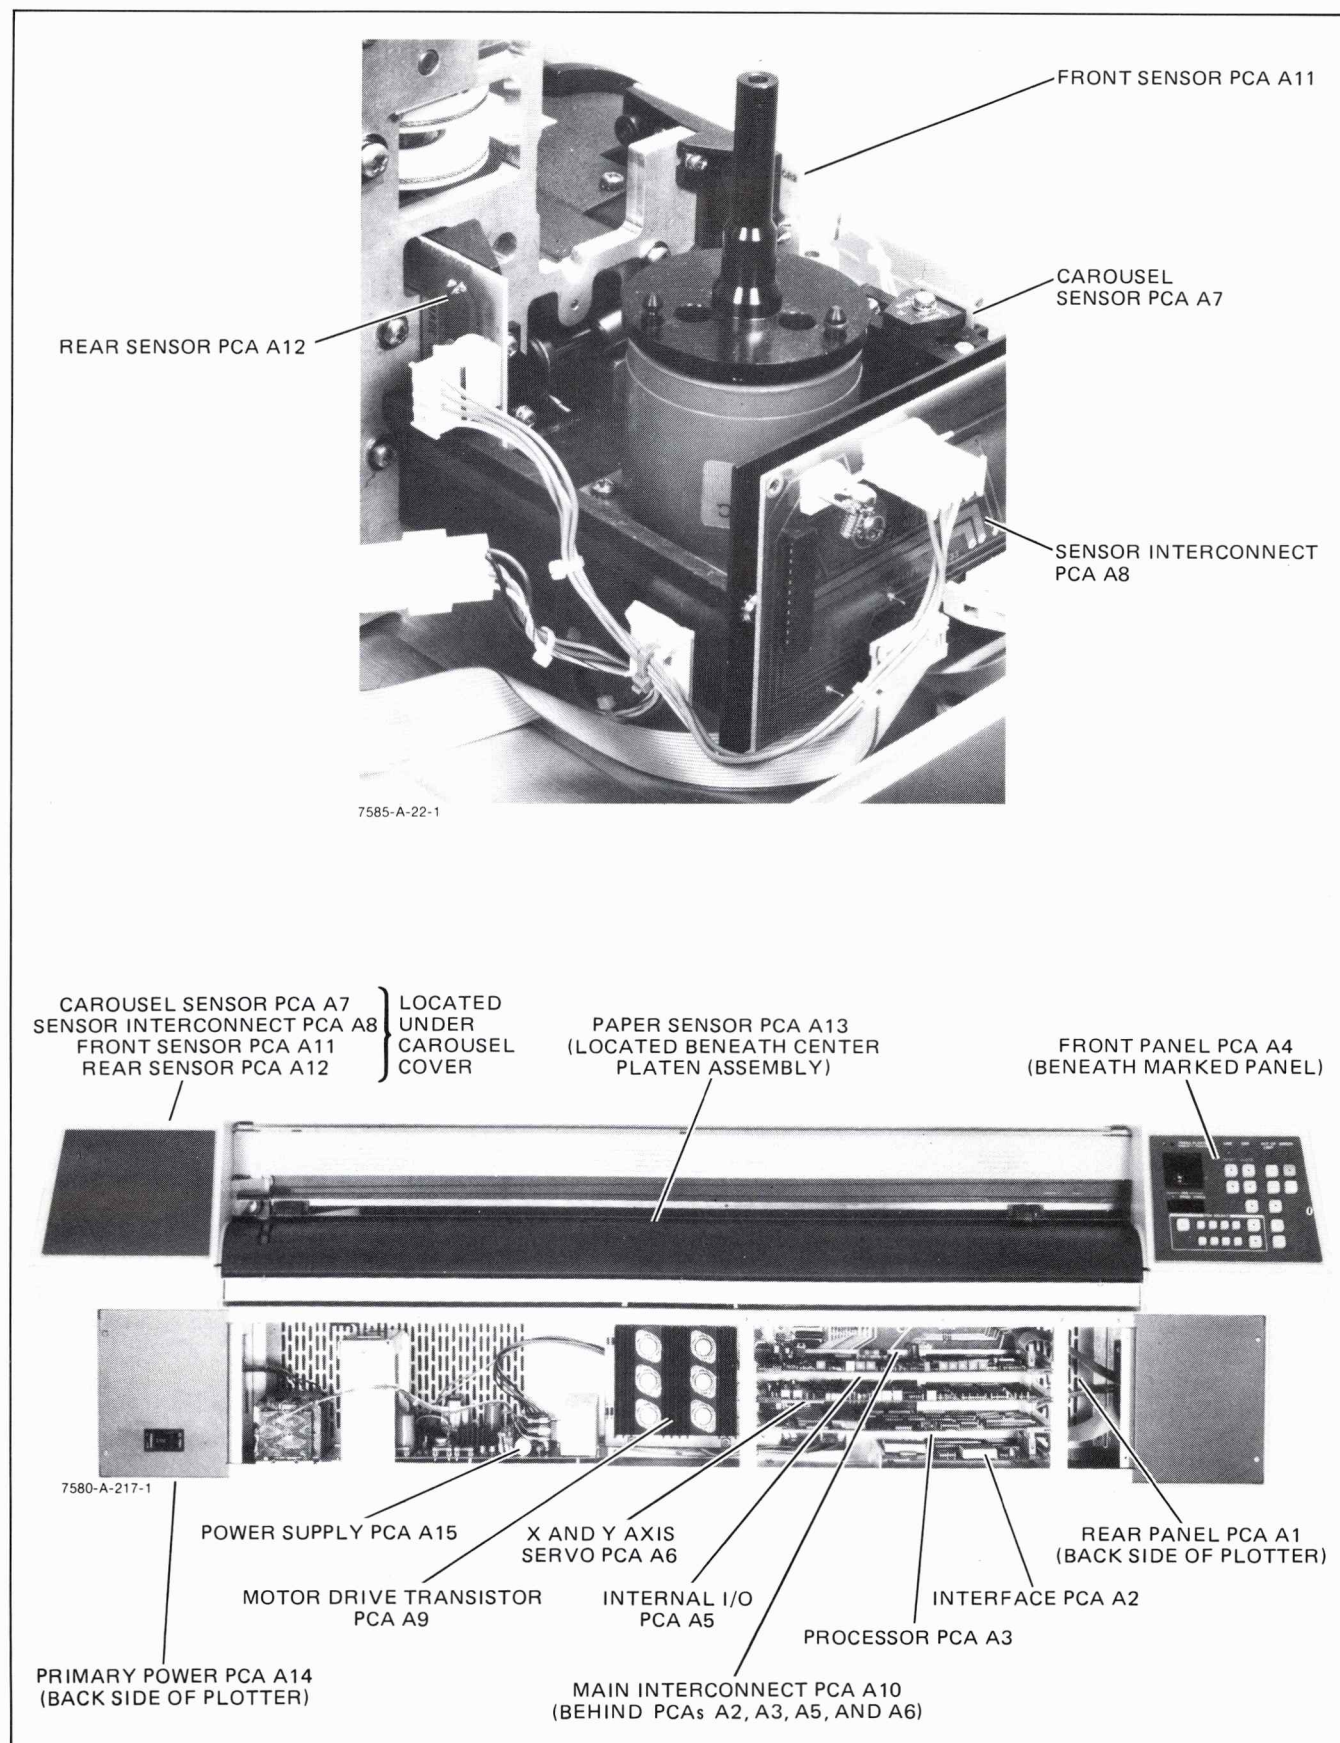 FRONT SENSOR PCA A11
CAROUSEL
SENSOR PCA A7
REAR SENSOR PCA A12
SENSOR INTERCONNECT
PCA A8
7585-A-22-1
CAROUSEL SENSOR PCA A7
SENSOR INTERCONNECT PCA A8
FRONT SENSOR PCA A11
REAR SENSOR PCA A12
LOCATED
UNDER
CAROUSEL
COVER
PAPER SENSOR PCA A13
(LOCATED BENEATH CENTER
PLATEN ASSEMBLY)
FRONT PANEL PCA A4
(BENEATH MARKED PANEL)
7580-A-217-1
POWER SUPPLY PCA A15
X AND Y AXIS
SERVO PCA A6
REAR PANEL PCA A1
(BACK SIDE OF PLOTTER)
MOTOR DRIVE TRANSISTOR
PCA A9
INTERNAL I/O
PCA A5
INTERFACE PCA A2
PROCESSOR PCA A3
PRIMARY POWER PCA A14
(BACK SIDE OF PLOTTER)
MAIN INTERCONNECT PCA A10
(BEHIND PCAs A2, A3, A5, AND A6)